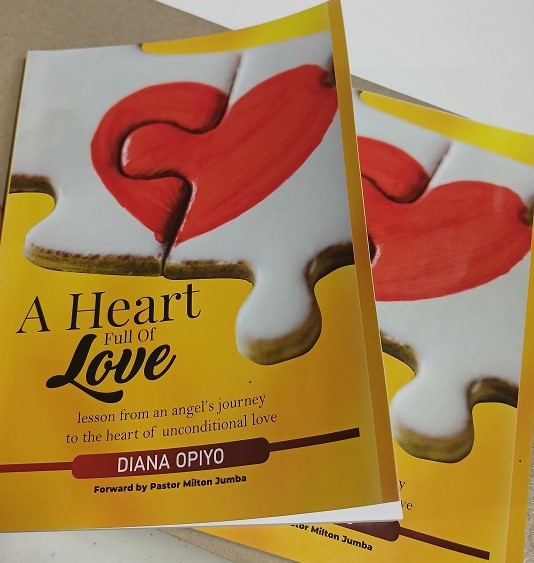 A Heart
Full Of
Love
lesson from an angel's journey
to the heart of unconditional love
DIANA OPIYO
Forward by Pastor Milton Jumba
y
ve
stor Milton Jumba